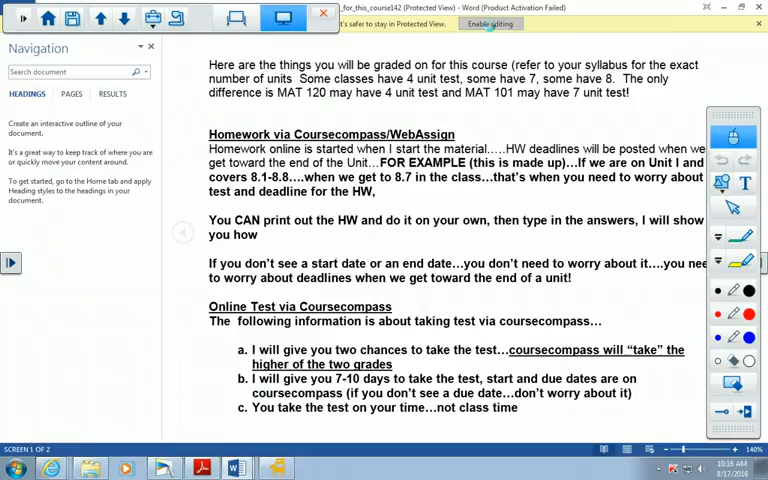 _for_this_course142 (Protected View) - Word (Product Activation Failed)
t's safer to stay in Protected View.
Enable editing
Navigation
Search document
HEADINGS
PAGES
RESULTS
Create an interactive outline of your
document.
It's a great way to keep track of where you are
or quickly move your content around.
To get started, go to the Home tab and apply
Heading styles to the headings in your
document.
Here are the things you will be graded on for this course (refer to your syllabus for the exact
number of units Some classes have 4 unit test, some have 7, some have 8. The only
difference is MAT 120 may have 4 unit test and MAT 101 may have 7 unit test!
Homework via Coursecompass/WebAssign
Homework online is started when I start the material.....HW deadlines will be posted when we
get toward the end of the Unit...FOR EXAMPLE (this is made up)...If we are on Unit I and
covers 8.1-8.8....when we get to 8.7 in the class...that's when you need to worry about
test and deadline for the HW,
You CAN print out the HW and do it on your own, then type in the answers, I will show
you how
If you don't see a start date or an end date...you don't need to worry about it....you nee
to worry about deadlines when we get toward the end of a unit!
Online Test via Coursecompass
The following information is about taking test via coursecompass...
a. I will give you two chances to take the test...coursecompass will "take" the
higher of the two grades
b. I will give you 7-10 days to take the test, start and due dates are on
coursecompass (if you don't see a due date...don't worry about it)
c. You take the test on your time...not class time
T
SCREEN 1 OF 2
140%
10:16 AM
8/17/2016